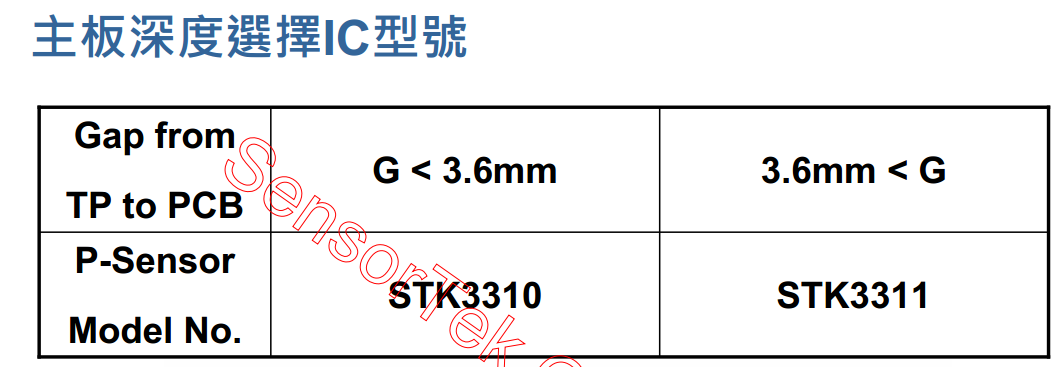 主板深度選擇IC型號
Gap from
TP to PCB
G < 3.6mm
3.6mm < G
P-Sensor
Model No.
STK3310
STK3311
SensorTek